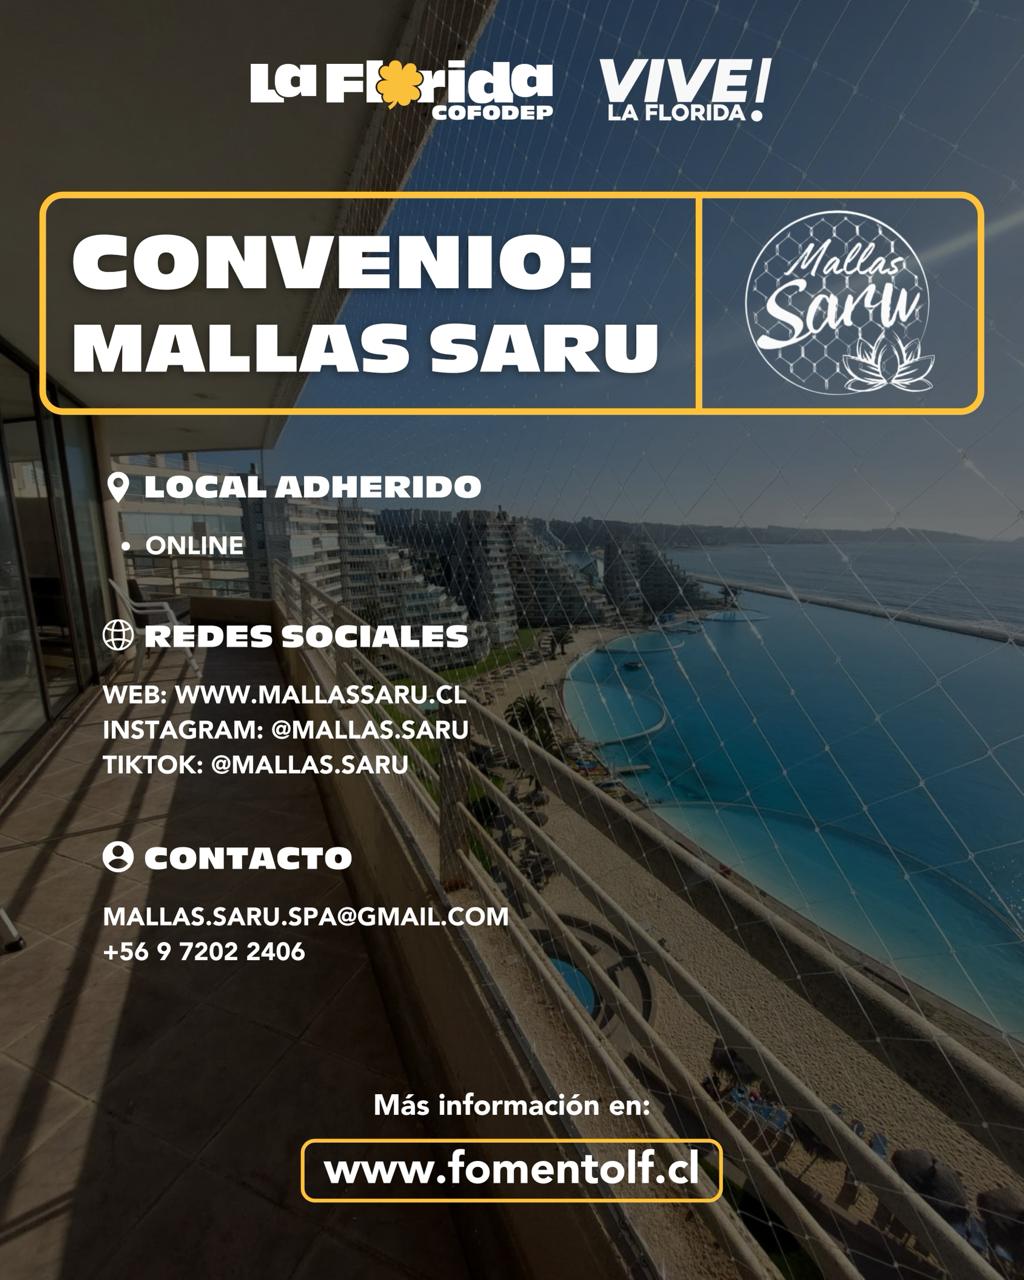 La Florida
COFODEP
VIVE!
LA FLORIDA
CONVENIO:
MALLAS SARU
Mallas
Saru
LOCAL ADHERIDO
• ONLINE
REDES SOCIALES
WEB: WWW.MALLASSARU.CL
INSTAGRAM: @MALLAS.SARU
TIKTOK: @MALLAS.SARU
CONTACTO
MALLAS.SARU.SPA@GMAIL.COM
+56 9 7202 2406
Más información en:
www.fomentolf.cl